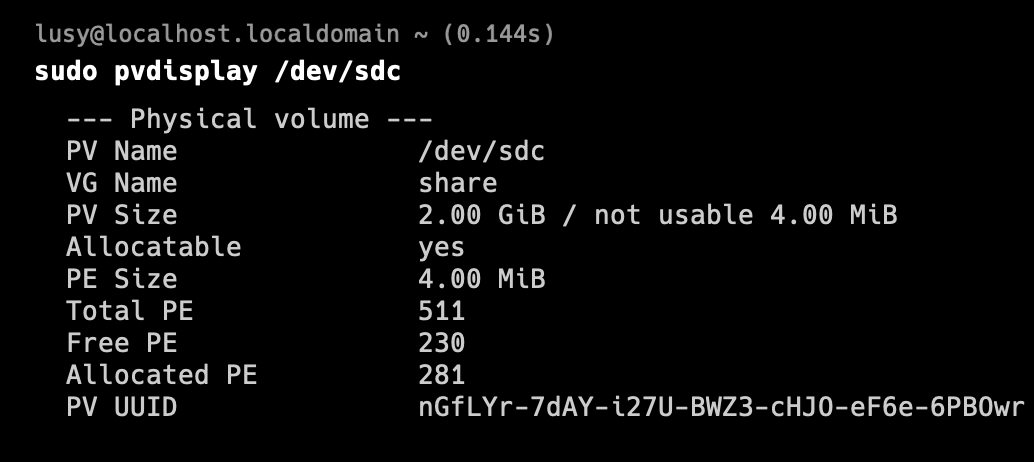 lusy@localhost.localdomain ~ (0.144s)
sudo pvdisplay /dev/sdc
--- Physical volume ---
PV Name /dev/sdc
VG Name share
PV Size 2.00 GiB / not usable 4.00 MiB
Allocatable yes
PE Size 4.00 MiB
Total PE 511
Free PE 230
Allocated PE 281
PV UUID nGfLYr-7dAY-i27U-BWZ3-cHJO-eF6e-6PBOwr